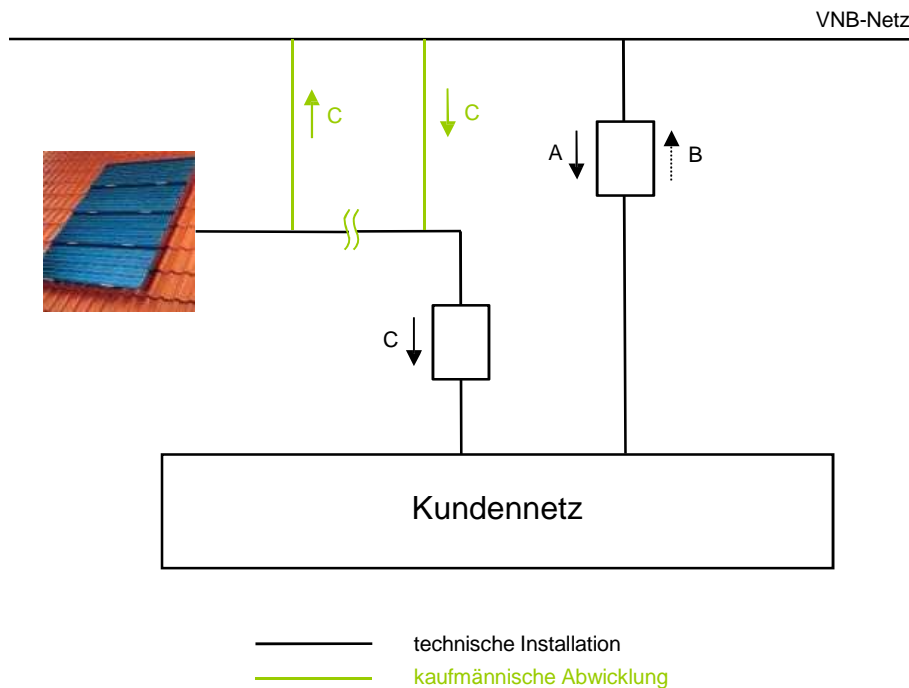 VNB-Netz
C
C
A
B
C
Kundennetz
technische Installation
kaufmännische Abwicklung